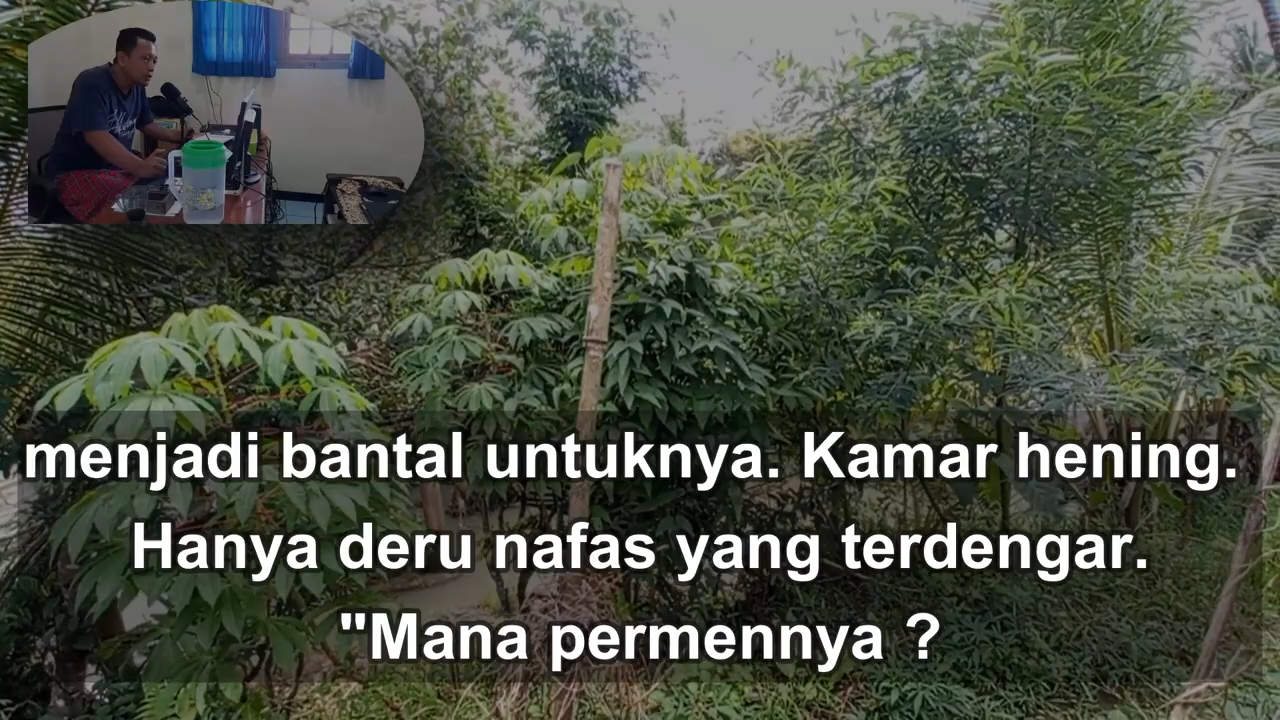 menjadi bantal untuknya. Kamar hening.
Hanya deru nafas yang terdengar.
"Mana permennya ?